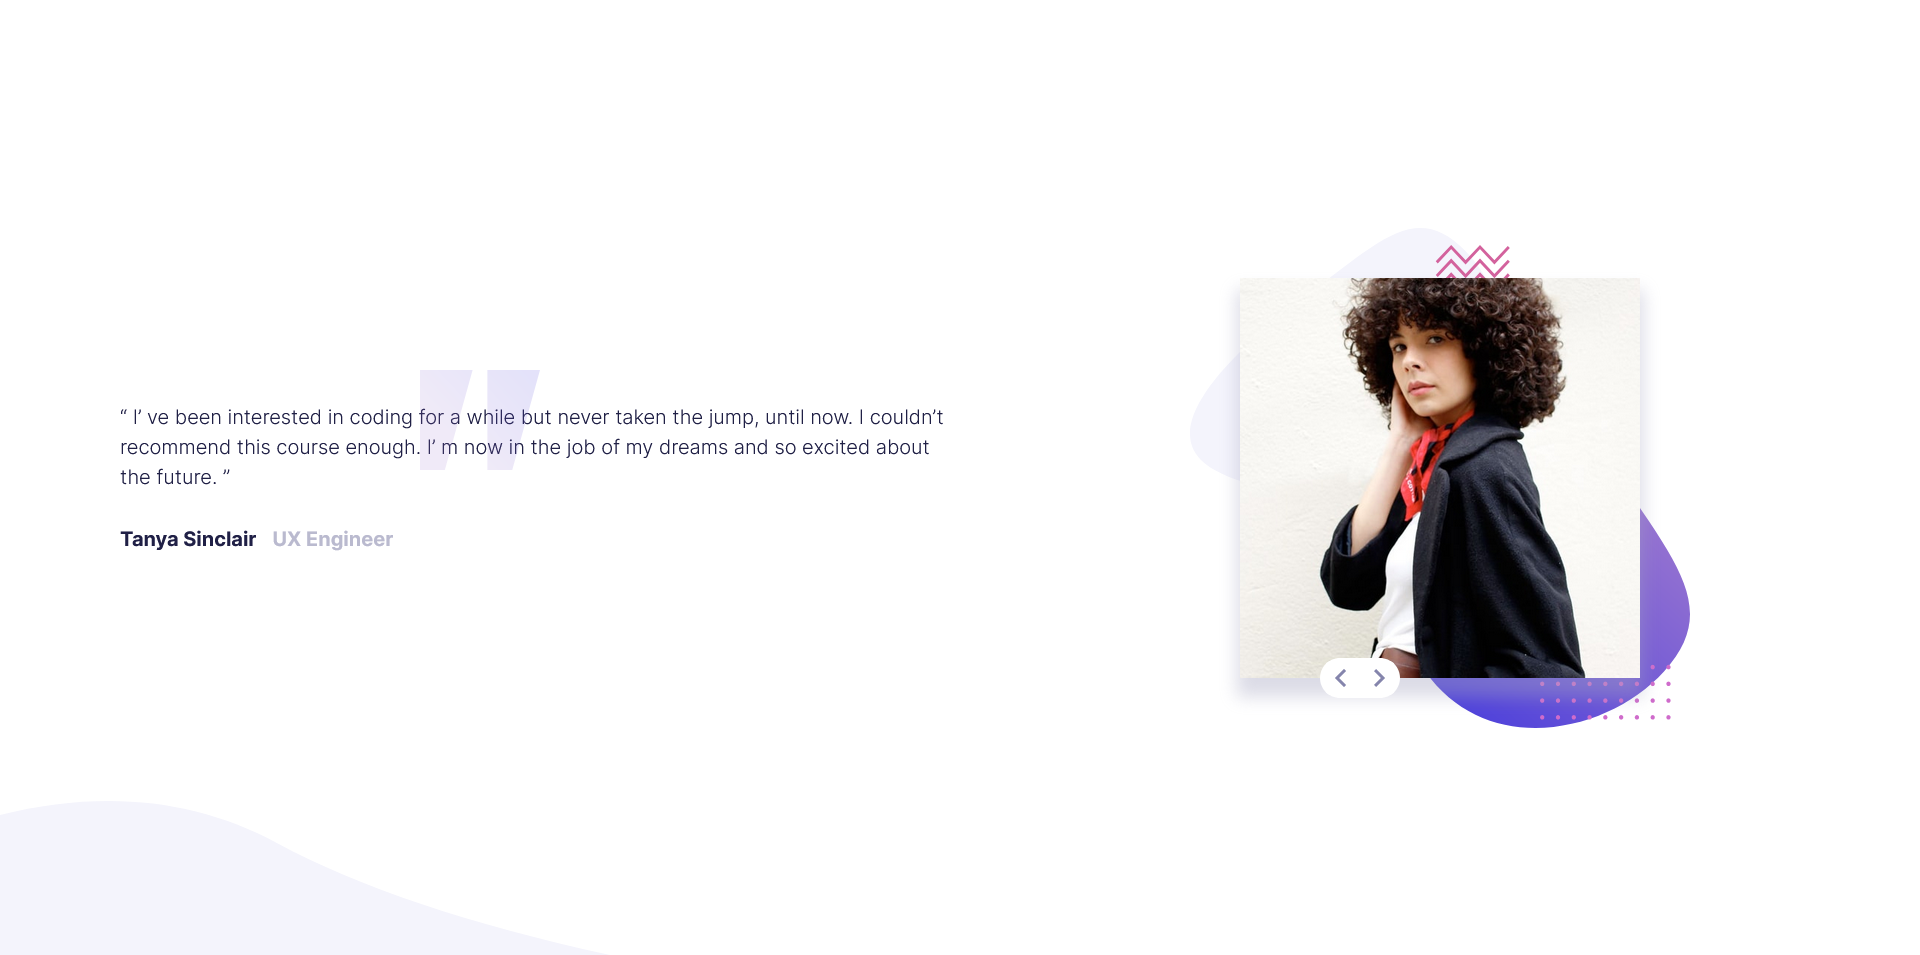 “ I’ ve been interested in coding for a while but never taken the jump, until now. I couldn’t
recommend this course enough. I’ m now in the job of my dreams and so excited about
the future. ”
Tanya Sinclair UX Engineer